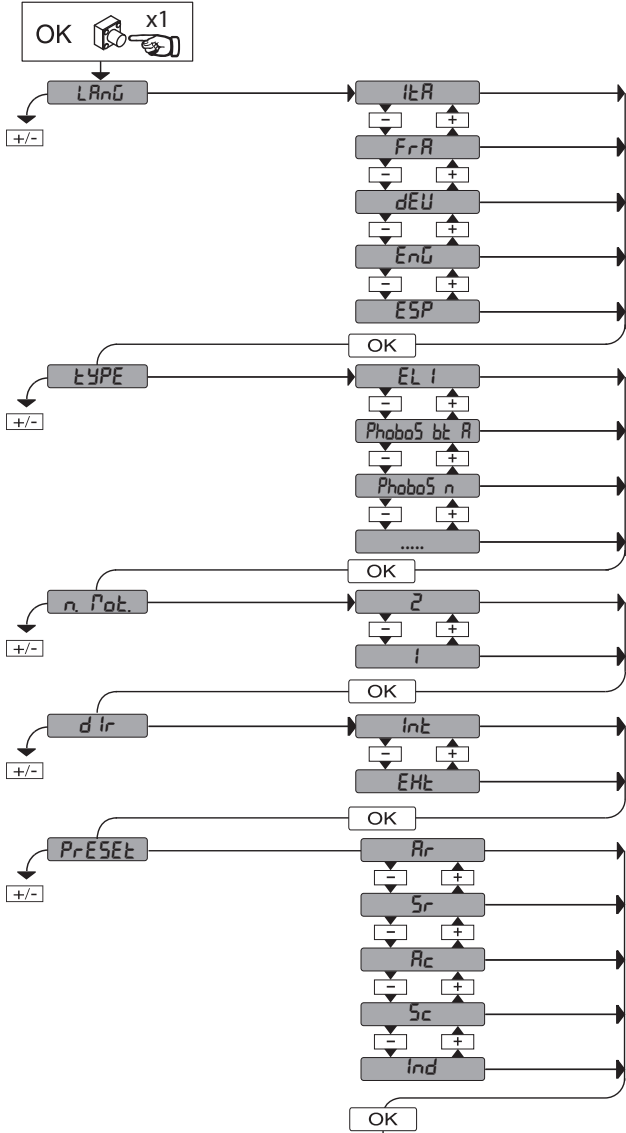 OK x1
LAnG ItA
+/- - +
FrA
- +
dEU
- +
EnG
- +
ESP
OK
tYPE EL 1
+/- - +
PhoboS bt A
- +
PhoboS n
- +
.....
OK
n. Mot. 2
+/- - +
1
OK
dIr Int
+/- - +
EHt
OK
PrESEt Ar
+/- - +
Sr
- +
Ac
- +
Sc
- +
Ind
OK